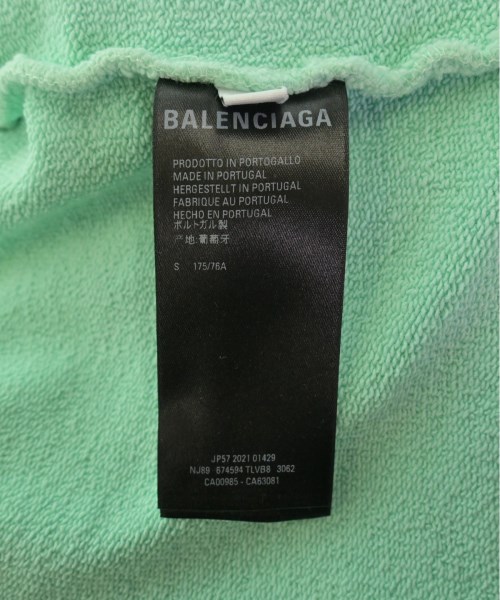 BALENCIAGA
PRODOTTO IN PORTOGALLO
MADE IN PORTUGAL
HERGESTELLT IN PORTUGAL
FABRIQUE AU PORTUGAL
HECHO EN PORTUGAL
ポルトガル製
产地:葡萄牙
S 175/76A
JP57 2021 01429
NJ89 674594 TLVB8 3062
CA00985 - CA63081